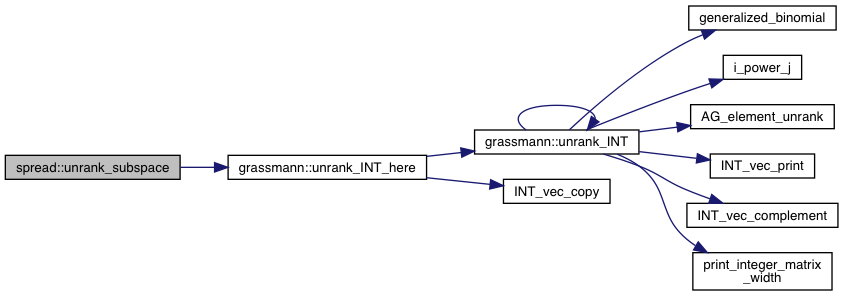 generalized_binomial
i_power_j
AG_element_unrank
grassmann::unrank_INT
spread::unrank_subspace
grassmann::unrank_INT_here
INT_vec_print
INT_vec_copy
INT_vec_complement
print_integer_matrix
_width